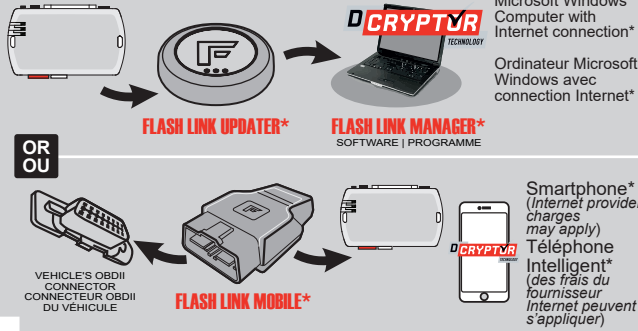 Microsoft Windows
Computer with
Internet connection*
Ordinateur Microsoft
Windows avec
connection Internet*
DCRYPTOR
TECHNOLOGY
FLASH LINK UPDATER*
FLASH LINK MANAGER*
SOFTWARE | PROGRAMME
OR
OU
VEHICLE'S OBDII
CONNECTOR
CONNECTEUR OBDII
DU VÉHICULE
FLASH LINK MOBILE*
DCRYPTOR
TECHNOLOGY
Smartphone*
(Internet provider
charges
may apply)
Téléphone
Intelligent*
(des frais du
fournisseur
Internet peuvent
s'appliquer)